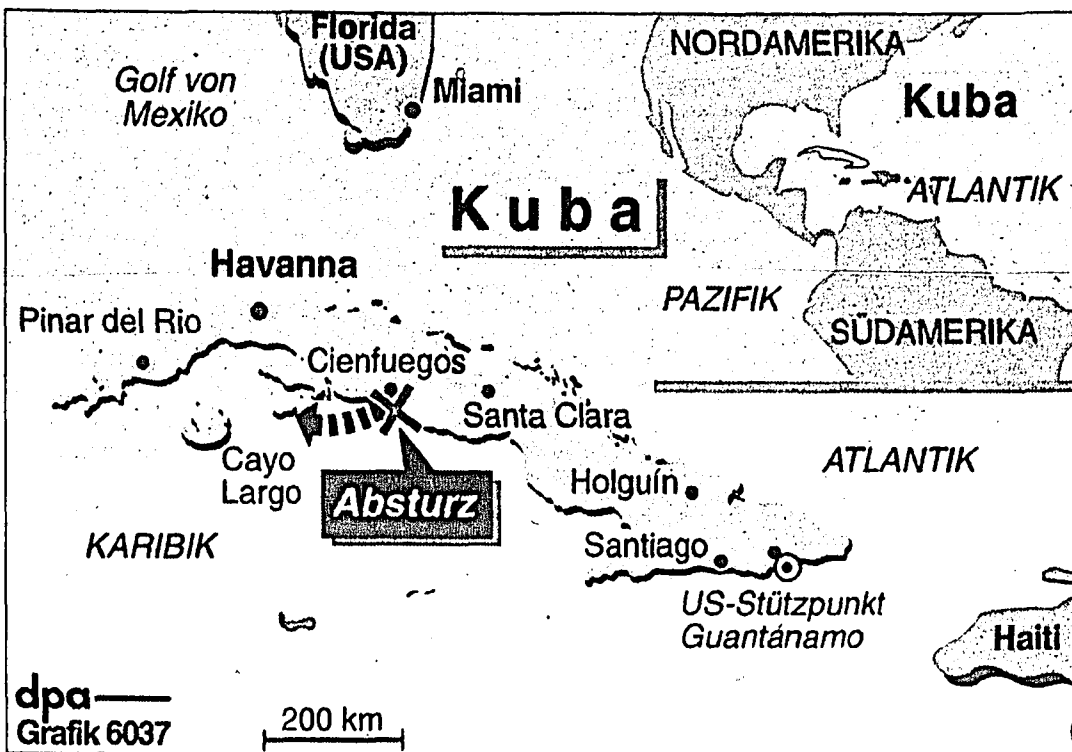 Florida
(USA)
Golf von
Mexiko
Miami
NORDAMERIKA
Kuba
ATLANTIK
Kuba
Havanna
PAZIFIK
SÜDAMERIKA
Pinar del Rio
Cienfuegos
Santa Clara
Cayo
Largo
Absturz
Holguín
ATLANTIK
KARIBIK
Santiago
US-Stützpunkt
Guantánamo
Haiti
dpa
Grafik 6037
200 km